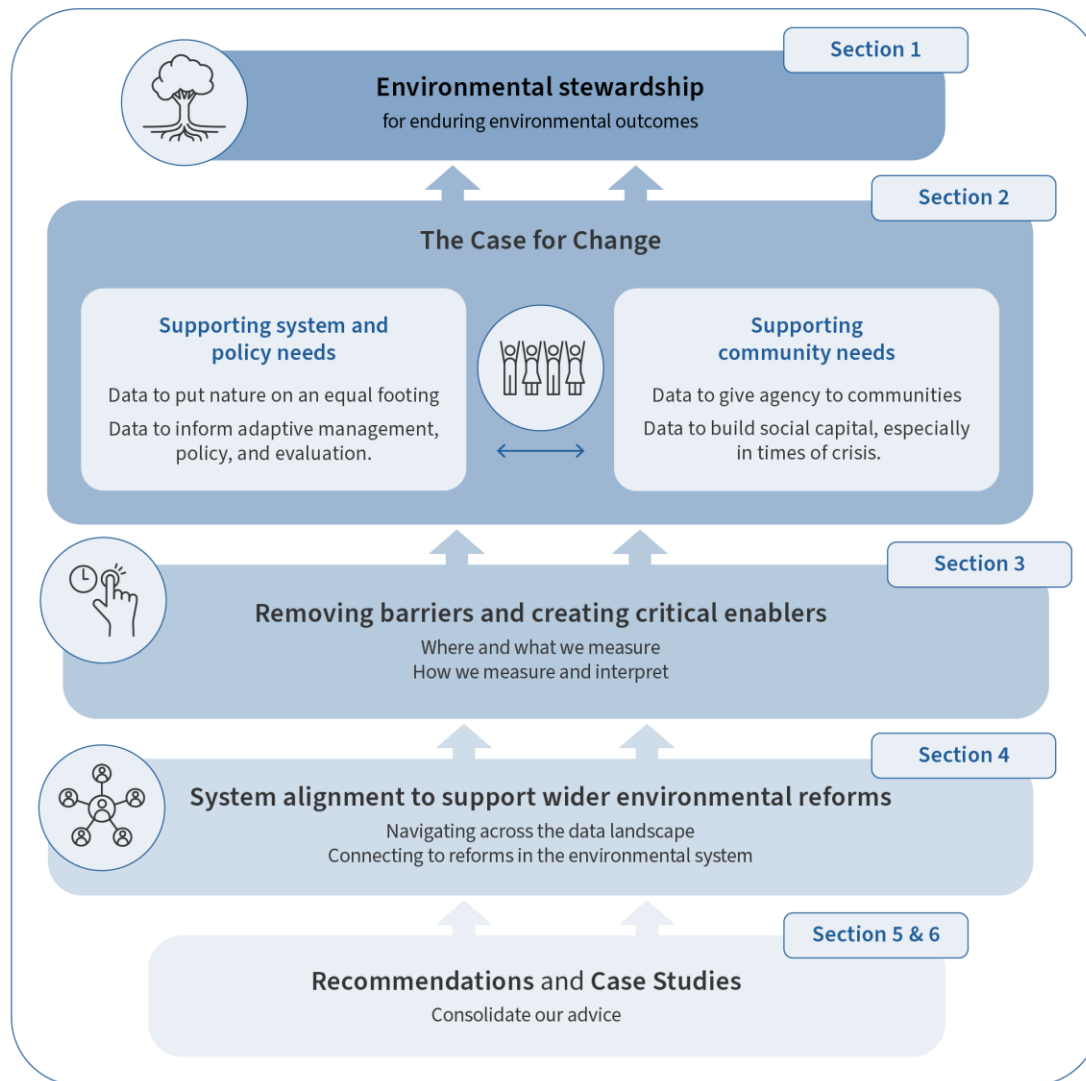 Section 1
Environmental stewardship
for enduring environmental outcomes
Section 2
The Case for Change
Supporting system and
policy needs
Data to put nature on an equal footing
Data to inform adaptive management,
policy, and evaluation.
Supporting
community needs
Data to give agency to communities
Data to build social capital, especially
in times of crisis.
Section 3
Removing barriers and creating critical enablers
Where and what we measure
How we measure and interpret
Section 4
System alignment to support wider environmental reforms
Navigating across the data landscape
Connecting to reforms in the environmental system
Section 5 & 6
Recommendations and Case Studies
Consolidate our advice